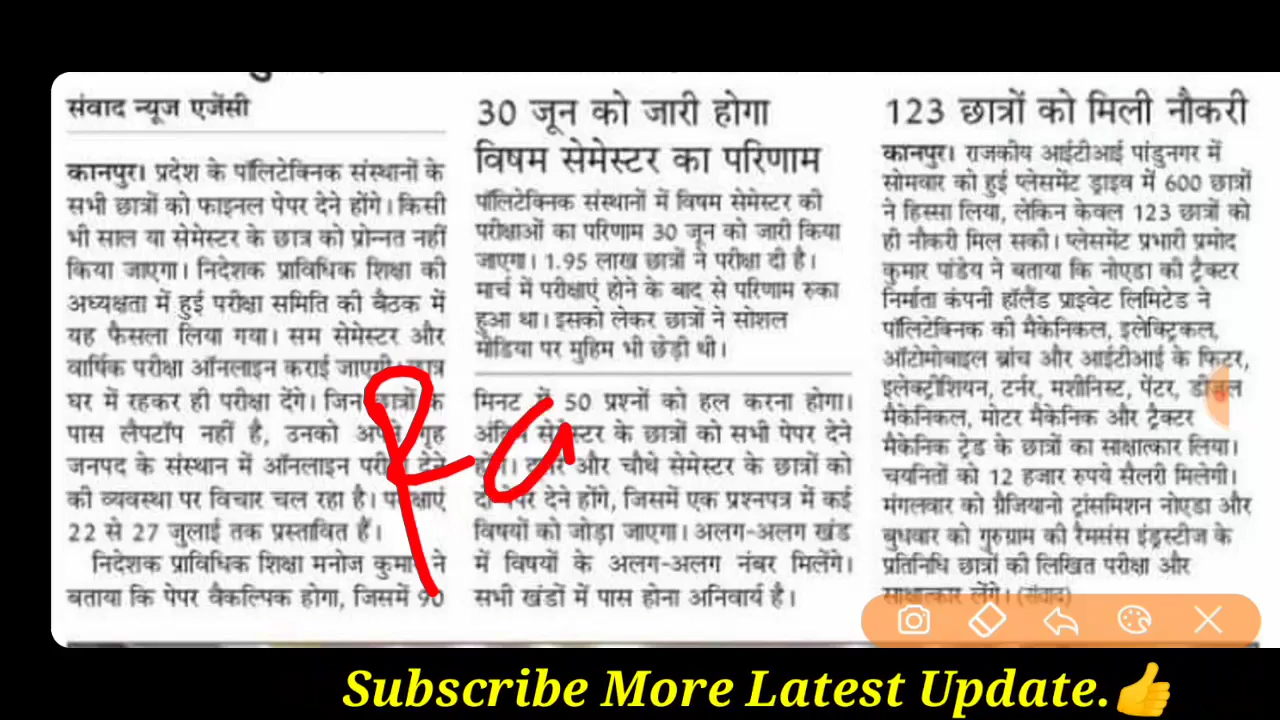 संवाद न्यूज एजेंसी
कानपुर। प्रदेश के पॉलिटेक्निक संस्थानों के
सभी छात्रों को फाइनल पेपर देने होंगे। किसी
भी साल या सेमेस्टर के छात्र को प्रोन्नत नहीं
किया जाएगा। निदेशक प्राविधिक शिक्षा की
अध्यक्षता में हुई परीक्षा समिति की बैठक में
यह फैसला लिया गया। सम सेमेस्टर और
वार्षिक परीक्षा ऑनलाइन कराई जाएगी। छात्र
घर में रहकर ही परीक्षा देंगे। जिन छात्रों के
पास लैपटॉप नहीं है, उनको अपने गृह
जनपद के संस्थान में ऑनलाइन परीक्षा देने
की व्यवस्था पर विचार चल रहा है। परीक्षाएं
22 से 27 जुलाई तक प्रस्तावित हैं।
निदेशक प्राविधिक शिक्षा मनोज कुमार ने
बताया कि पेपर वैकल्पिक होगा, जिसमें 90
30 जून को जारी होगा
विषम सेमेस्टर का परिणाम
पॉलिटेक्निक संस्थानों में विषम सेमेस्टर की
परीक्षाओं का परिणाम 30 जून को जारी किया
जाएगा। 1.95 लाख छात्रों ने परीक्षा दी है।
मार्च में परीक्षाएं होने के बाद से परिणाम रुका
हुआ था। इसको लेकर छात्रों ने सोशल
मीडिया पर मुहिम भी छेड़ी थी।
मिनट में 50 प्रश्नों को हल करना होगा।
अंतिम सेमेस्टर के छात्रों को सभी पेपर देने
होंगे। दूसरे और चौथे सेमेस्टर के छात्रों को
दो पेपर देने होंगे, जिसमें एक प्रश्नपत्र में कई
विषयों को जोड़ा जाएगा। अलग-अलग खंड
में विषयों के अलग-अलग नंबर मिलेंगे।
सभी खंडों में पास होना अनिवार्य है।
123 छात्रों को मिली नौकरी
कानपुर। राजकीय आईटीआई पांडुनगर में
सोमवार को हुई प्लेसमेंट ड्राइव में 600 छात्रों
ने हिस्सा लिया, लेकिन केवल 123 छात्रों को
ही नौकरी मिल सकी। प्लेसमेंट प्रभारी प्रमोद
कुमार पांडेय ने बताया कि नोएडा की ट्रैक्टर
निर्माता कंपनी हॉलैंड प्राइवेट लिमिटेड ने
पॉलिटेक्निक की मैकेनिकल, इलेक्ट्रिकल,
ऑटोमोबाइल ब्रांच और आईटीआई के फिटर,
इलेक्ट्रीशियन, टर्नर, मशीनिस्ट, पेंटर, डीजल
मैकेनिकल, मोटर मैकेनिक और ट्रैक्टर
मैकेनिक ट्रेड के छात्रों का साक्षात्कार लिया।
चयनितों को 12 हजार रुपये सैलरी मिलेगी।
मंगलवार को ग्रैजियानो ट्रांसमिशन नोएडा और
बुधवार को गुरुग्राम की रैमसंस इंडस्ट्रीज के
प्रतिनिधि छात्रों की लिखित परीक्षा और
साक्षात्कार लेंगे। (संवाद)
Ra
Subscribe More Latest Update.